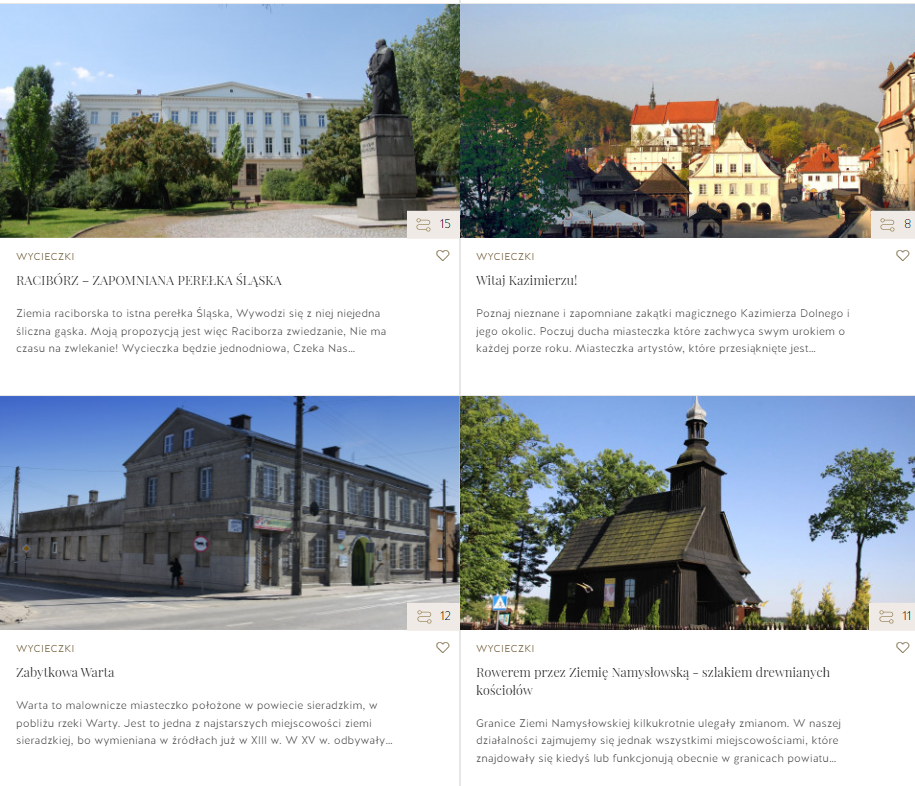 15
8
WYCIECZKI
RACIBÓRZ – ZAPOMNIANA PEREŁKA ŚLĄSKA
Ziemia raciborska to istna perełka Śląska, Wywodzi się z niej niejedna
śliczna gąska. Moją propozycją jest więc Raciborza zwiedzanie, Nie ma
czasu na zwlekanie! Wycieczka będzie jednodniowa, Czeka Nas...
WYCIECZKI
Witaj Kazimierzu!
Poznaj nieznane i zapomniane zakątki magicznego Kazimierza Dolnego i
jego okolic. Poczuj ducha miasteczka które zachwyca swym urokiem o
każdej porze roku. Miasteczka artystów, które przesiąknięte jest...
12
11
WYCIECZKI
Zabytkowa Warta
Warta to malownicze miasteczko położone w powiecie sieradzkim, w
pobliżu rzeki Warty. Jest to jedna z najstarszych miejscowości ziemi
sieradzkiej, bo wymieniana w źródłach już w XIII w. W XV w. odbywały...
WYCIECZKI
Rowerem przez Ziemię Namysłowską - szlakiem drewnianych
kościołów
Granice Ziemi Namysłowskiej kilkukrotnie ulegały zmianom. W naszej
działalności zajmujemy się jednak wszystkimi miejscowościami, które
znajdowały się kiedyś lub funkcjonują obecnie w granicach powiatu...